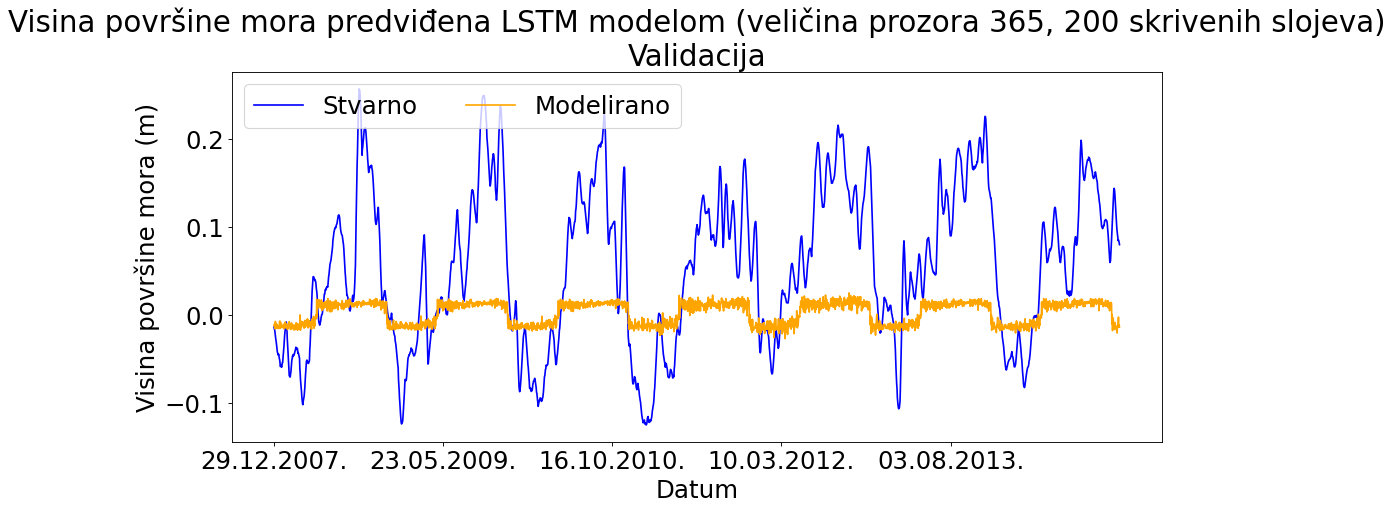 Visina površine mora predviđena LSTM modelom (veličina prozora 365, 200 skrivenih slojeva)
Validacija
Stvarno
Modelirano
Visina površine mora (m)
0.2
0.1
0.0
−0.1
29.12.2007.
23.05.2009.
16.10.2010.
10.03.2012.
03.08.2013.
Datum